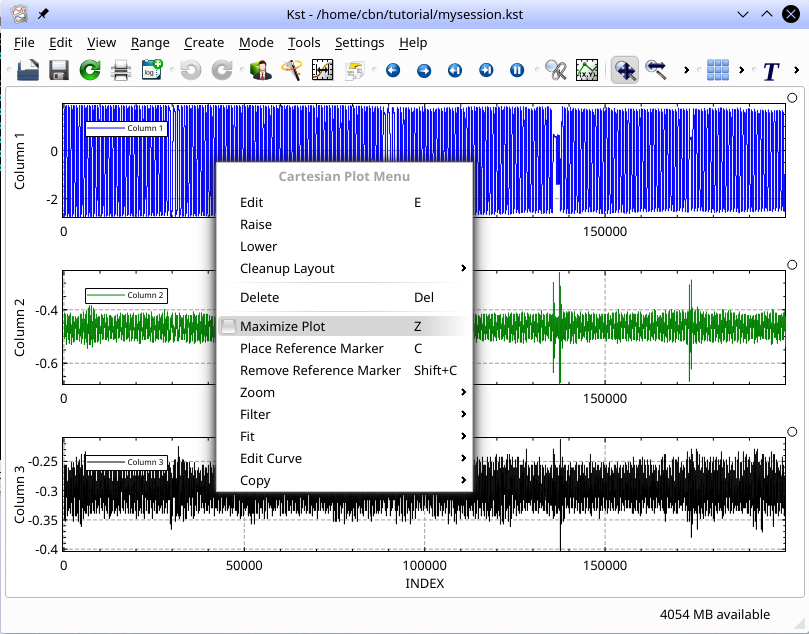 Kst - /home/cbn/tutorial/mysession.kst
File Edit View Range Create Mode Tools Settings Help
log
(X,Y) T
Column 1
Column 1
0
-2
0 150000
Cartesian Plot Menu
Edit E
Raise
Lower
Cleanup Layout
Delete Del
Maximize Plot Z
Place Reference Marker C
Remove Reference Marker Shift+C
Zoom
Filter
Fit
Edit Curve
Copy
Column 2
Column 2
-0.4
-0.6
0 150000
Column 3
Column 3
-0.25
-0.3
-0.35
-0.4
0 50000 100000 150000
INDEX
4054 MB available